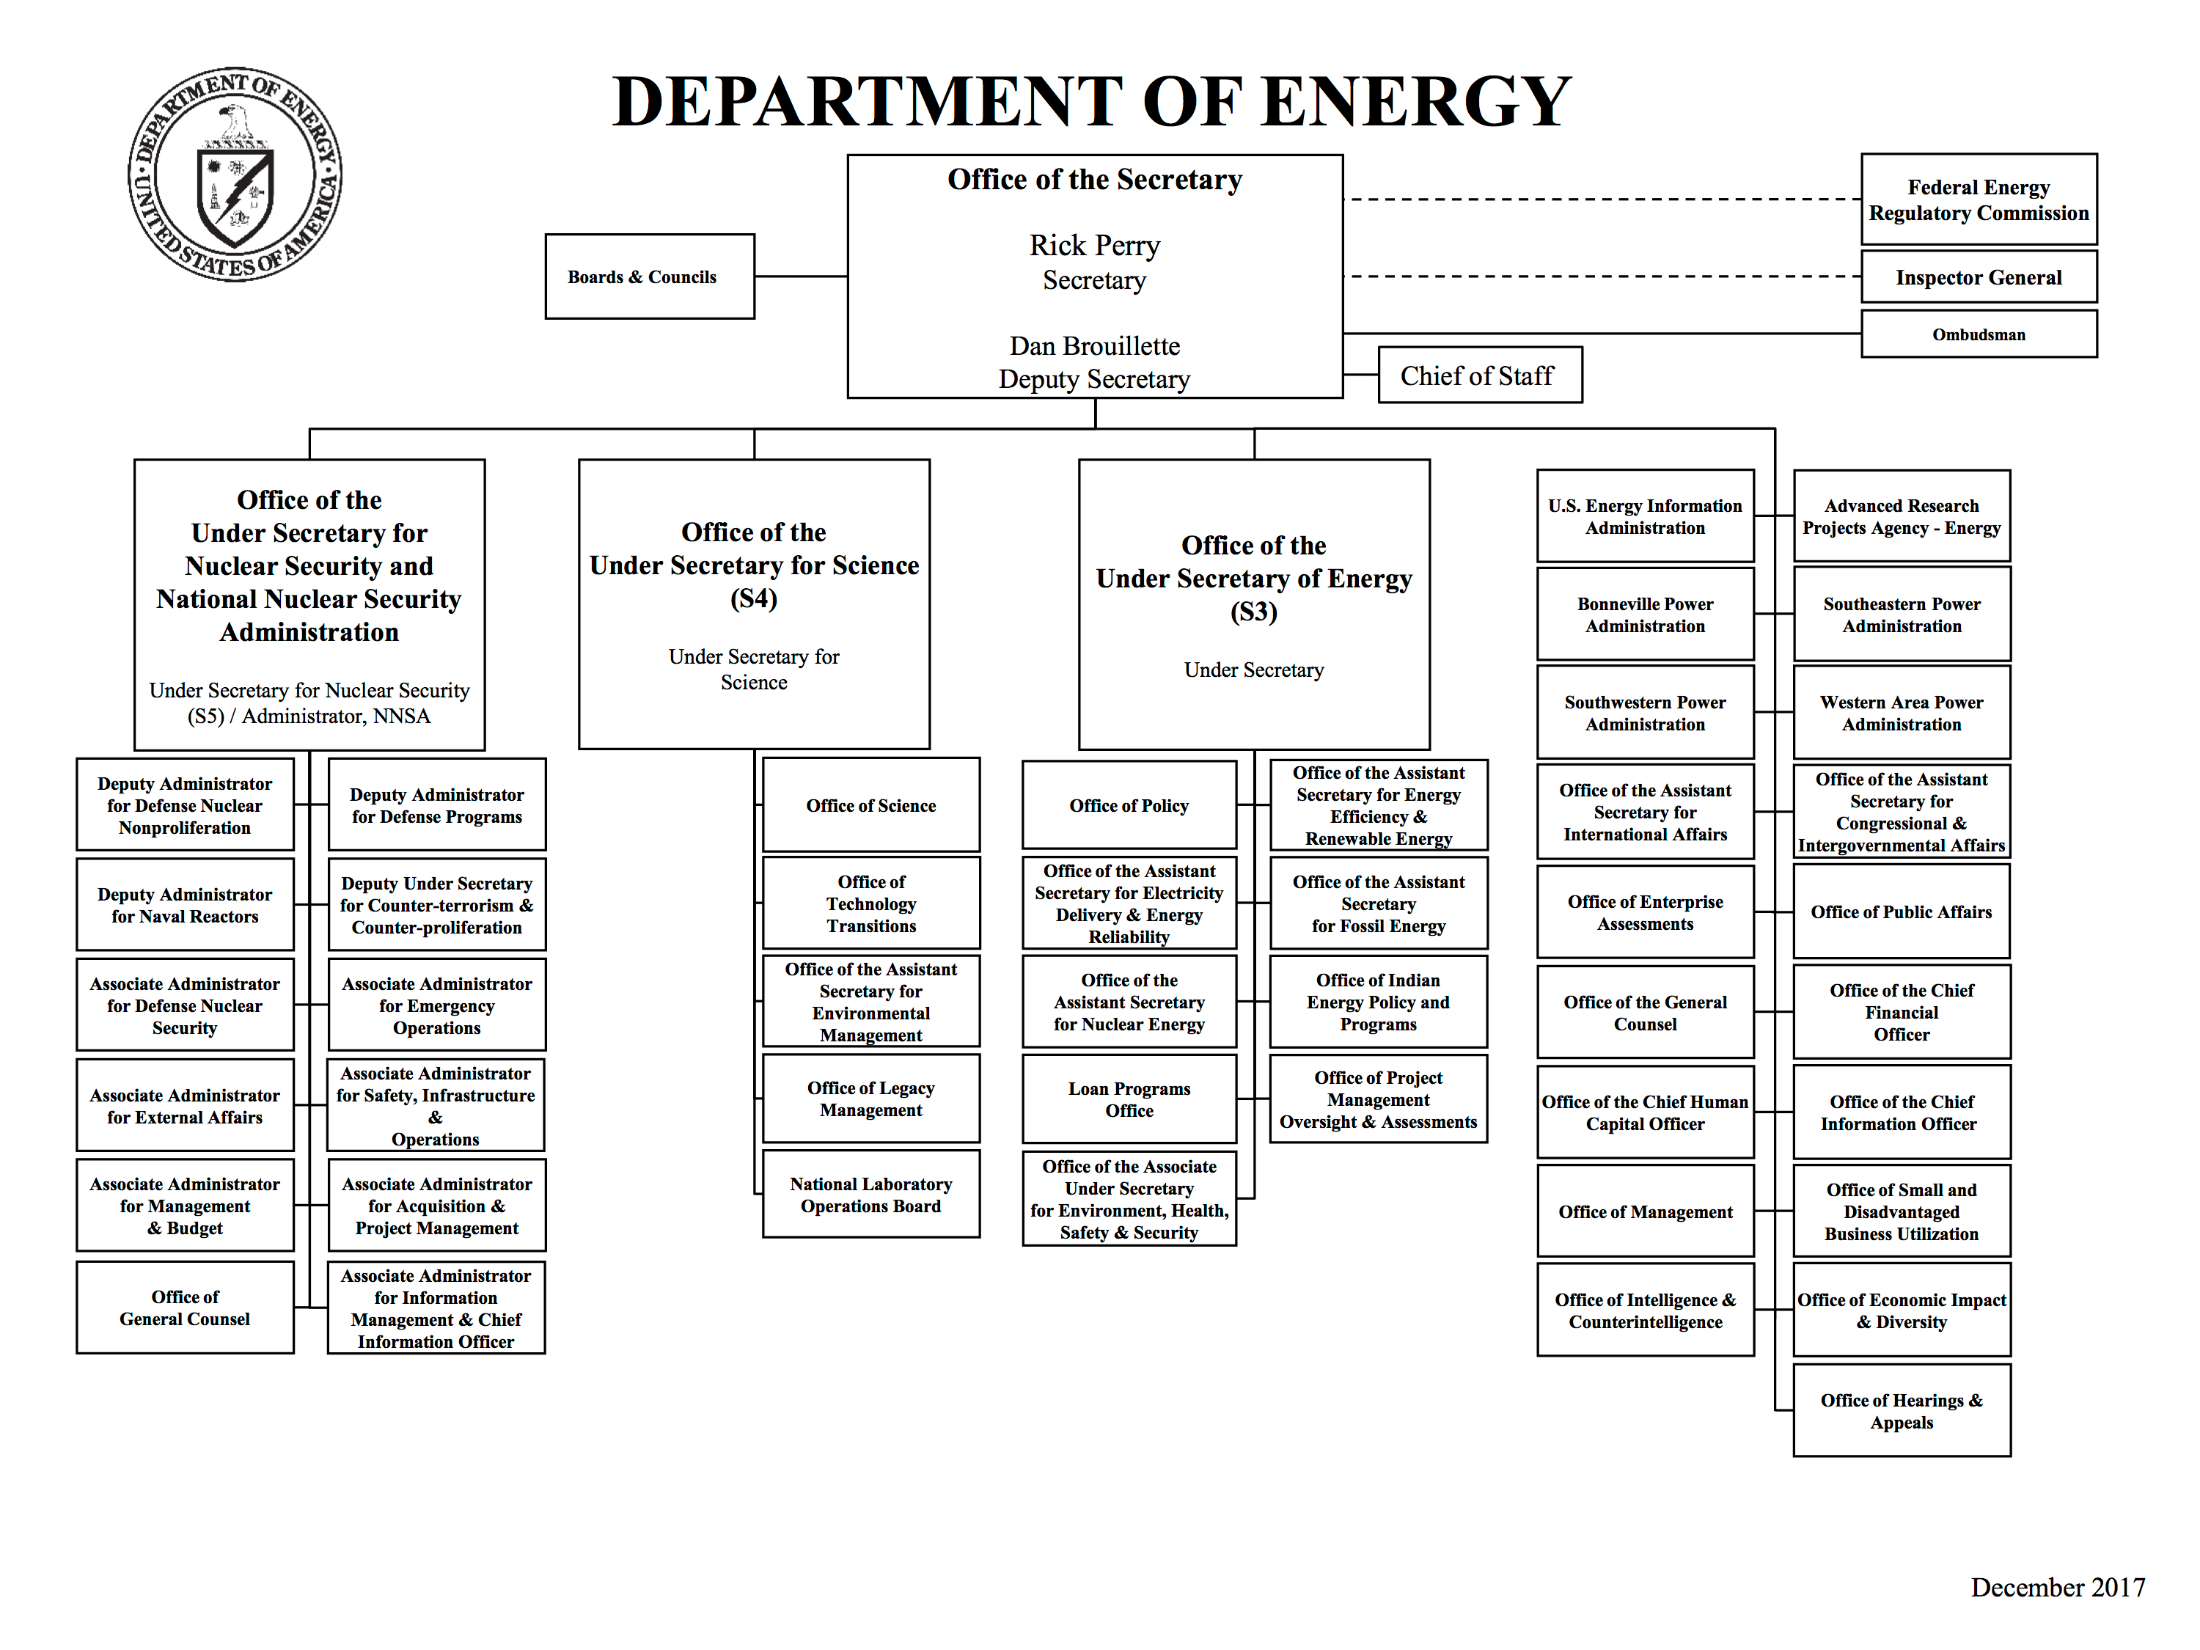 DEPARTMENT OF ENERGY
DEPARTMENT OF ENERGY
UNITED STATES OF AMERICA
Office of the Secretary
Rick Perry
Secretary
Dan Brouillette
Deputy Secretary
Boards & Councils
Federal Energy
Regulatory Commission
Inspector General
Ombudsman
Chief of Staff
Office of the
Under Secretary for
Nuclear Security and
National Nuclear Security
Administration
Under Secretary for Nuclear Security
(S5) / Administrator, NNSA
Deputy Administrator
for Defense Nuclear
Nonproliferation
Deputy Administrator
for Defense Programs
Deputy Administrator
for Naval Reactors
Deputy Under Secretary
for Counter-terrorism &
Counter-proliferation
Associate Administrator
for Defense Nuclear
Security
Associate Administrator
for Emergency
Operations
Associate Administrator
for External Affairs
Associate Administrator
for Safety, Infrastructure
&
Operations
Associate Administrator
for Management
& Budget
Associate Administrator
for Acquisition &
Project Management
Office of
General Counsel
Associate Administrator
for Information
Management & Chief
Information Officer
Office of the
Under Secretary for Science
(S4)
Under Secretary for
Science
Office of Science
Office of
Technology
Transitions
Office of the Assistant
Secretary for
Environmental
Management
Office of Legacy
Management
National Laboratory
Operations Board
Office of the
Under Secretary of Energy
(S3)
Under Secretary
Office of Policy
Office of the Assistant
Secretary for Energy
Efficiency &
Renewable Energy
Office of the Assistant
Secretary for Electricity
Delivery & Energy
Reliability
Office of the Assistant
Secretary
for Fossil Energy
Office of the
Assistant Secretary
for Nuclear Energy
Office of Indian
Energy Policy and
Programs
Loan Programs
Office
Office of Project
Management
Oversight & Assessments
Office of the Associate
Under Secretary
for Environment, Health,
Safety & Security
U.S. Energy Information
Administration
Advanced Research
Projects Agency - Energy
Bonneville Power
Administration
Southeastern Power
Administration
Southwestern Power
Administration
Western Area Power
Administration
Office of the Assistant
Secretary for
International Affairs
Office of the Assistant
Secretary for
Congressional &
Intergovernmental Affairs
Office of Enterprise
Assessments
Office of Public Affairs
Office of the General
Counsel
Office of the Chief
Financial
Officer
Office of the Chief Human
Capital Officer
Office of the Chief
Information Officer
Office of Management
Office of Small and
Disadvantaged
Business Utilization
Office of Intelligence &
Counterintelligence
Office of Economic Impact
& Diversity
Office of Hearings &
Appeals
December 2017